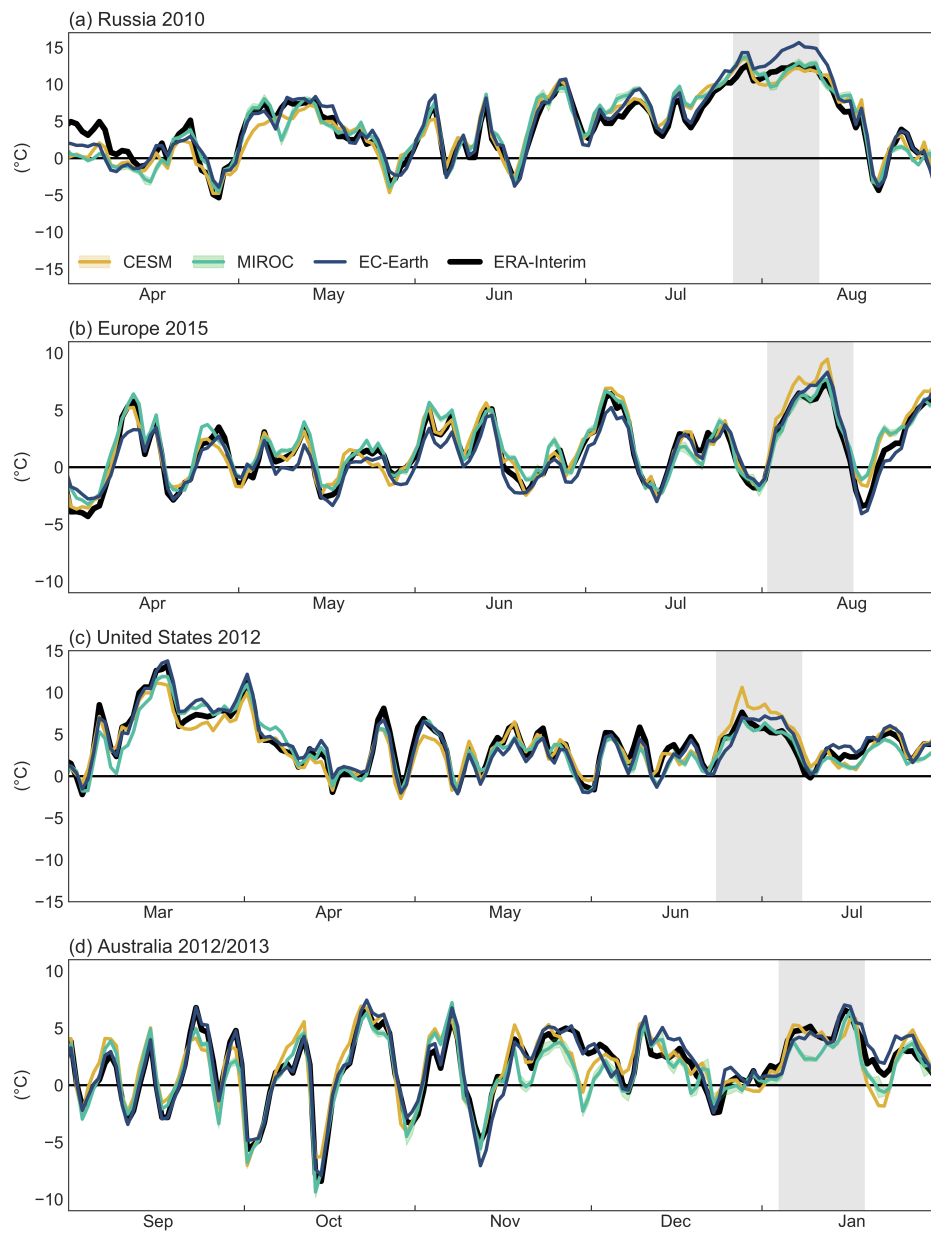 (a) Russia 2010
15
10
5
0
−5
−10
−15
(°C)
CESM MIROC EC-Earth ERA-Interim
Apr May Jun Jul Aug
(b) Europe 2015
10
5
0
−5
−10
(°C)
Apr May Jun Jul Aug
(c) United States 2012
15
10
5
0
−5
−10
−15
(°C)
Mar Apr May Jun Jul
(d) Australia 2012/2013
10
5
0
−5
−10
(°C)
Sep Oct Nov Dec Jan